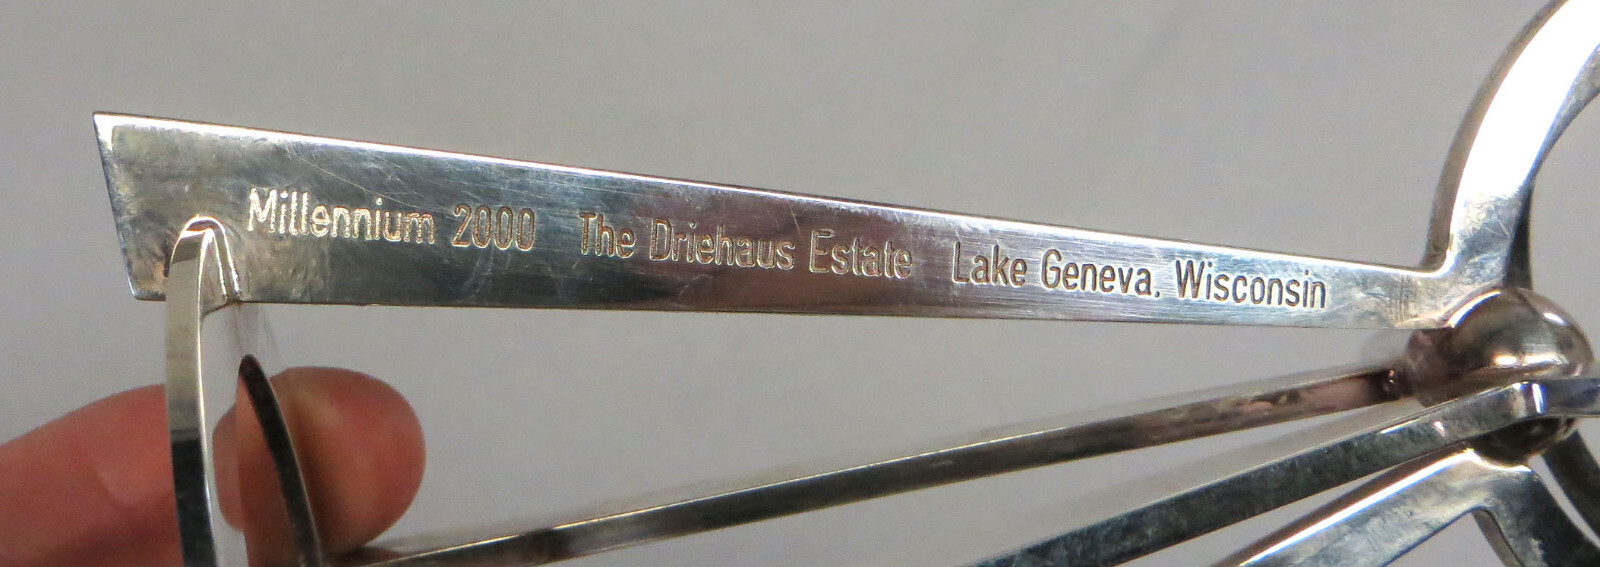 Millennium 2000 The Driehaus Estate Lake Geneva, Wisconsin